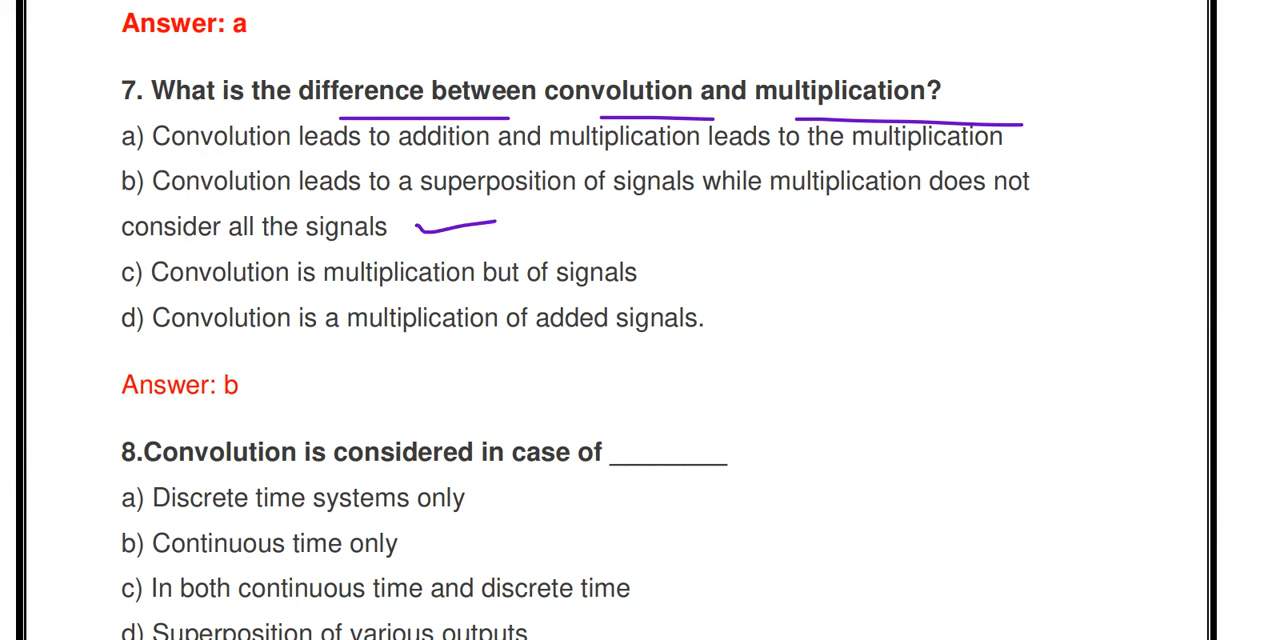 Answer: a
7. What is the difference between convolution and multiplication?
a) Convolution leads to addition and multiplication leads to the multiplication
b) Convolution leads to a superposition of signals while multiplication does not
consider all the signals
c) Convolution is multiplication but of signals
d) Convolution is a multiplication of added signals.
Answer: b
8.Convolution is considered in case of ________
a) Discrete time systems only
b) Continuous time only
c) In both continuous time and discrete time
d) Superposition of various outputs